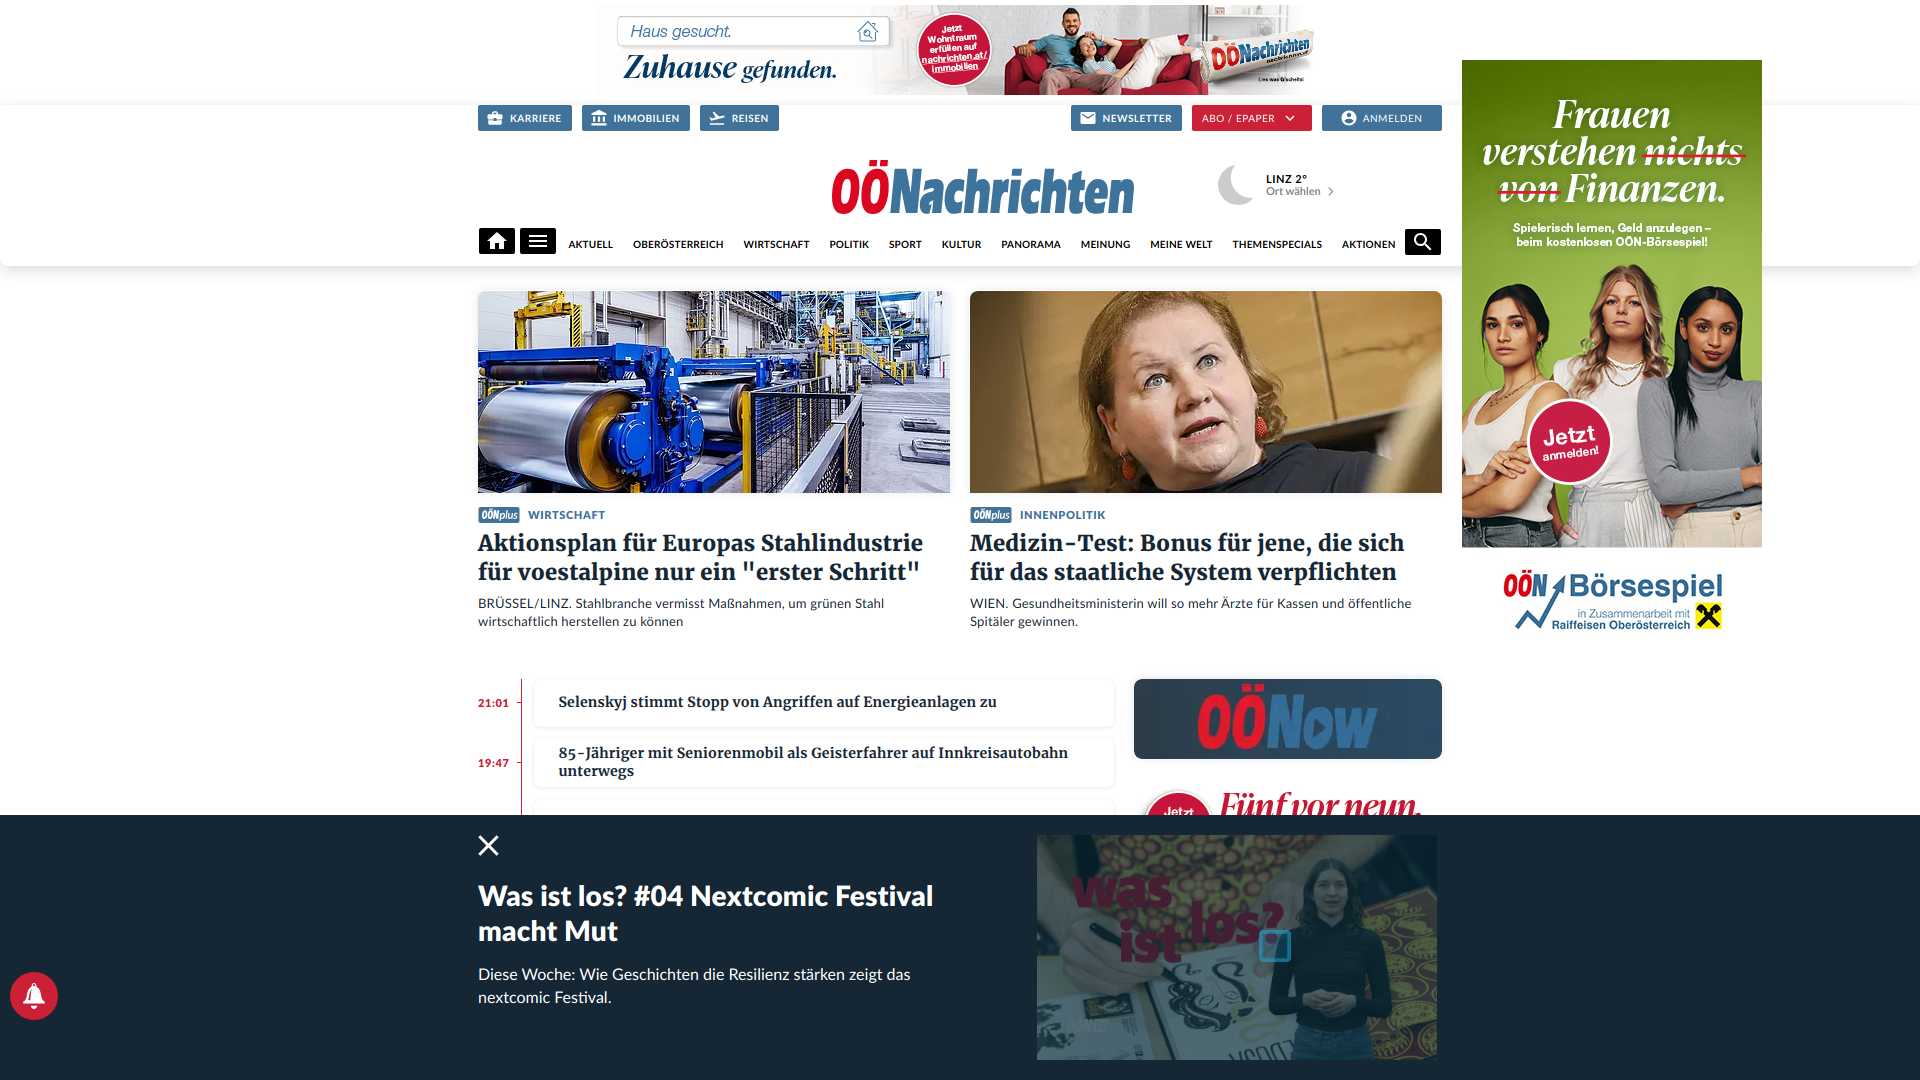 Haus gesucht.
Zuhause gefunden.
Jetzt
Wohntraum
erfüllen auf
nachrichten.at/
immobilien
OÖNachrichten
Lies was G'scheits!
KARRIERE
IMMOBILIEN
REISEN
NEWSLETTER
ABO / EPAPER
ANMELDEN
OÖNachrichten
LINZ 2°
Ort wählen
AKTUELL
OBERÖSTERREICH
WIRTSCHAFT
POLITIK
SPORT
KULTUR
PANORAMA
MEINUNG
MEINE WELT
THEMENSPECIALS
AKTIONEN
Frauen
verstehen nichts
von Finanzen.
Spielerisch lernen, Geld anzulegen –
beim kostenlosen OÖN-Börsespiel!
Jetzt
anmelden!
OÖN Börsespiel
in Zusammenarbeit mit
Raiffeisen Oberösterreich
OÖNplus WIRTSCHAFT
Aktionsplan für Europas Stahlindustrie
für voestalpine nur ein "erster Schritt"
BRÜSSEL/LINZ. Stahlbranche vermisst Maßnahmen, um grünen Stahl
wirtschaftlich herstellen zu können
OÖNplus INNENPOLITIK
Medizin-Test: Bonus für jene, die sich
für das staatliche System verpflichten
WIEN. Gesundheitsministerin will so mehr Ärzte für Kassen und öffentliche
Spitäler gewinnen.
21:01
Selenskyj stimmt Stopp von Angriffen auf Energieanlagen zu
19:47
85-Jähriger mit Seniorenmobil als Geisterfahrer auf Innkreisautobahn
unterwegs
OÖNow
Jetzt
Fünf vor neun.
Was ist los? #04 Nextcomic Festival
macht Mut
Diese Woche: Wie Geschichten die Resilienz stärken zeigt das
nextcomic Festival.
was
ist los?